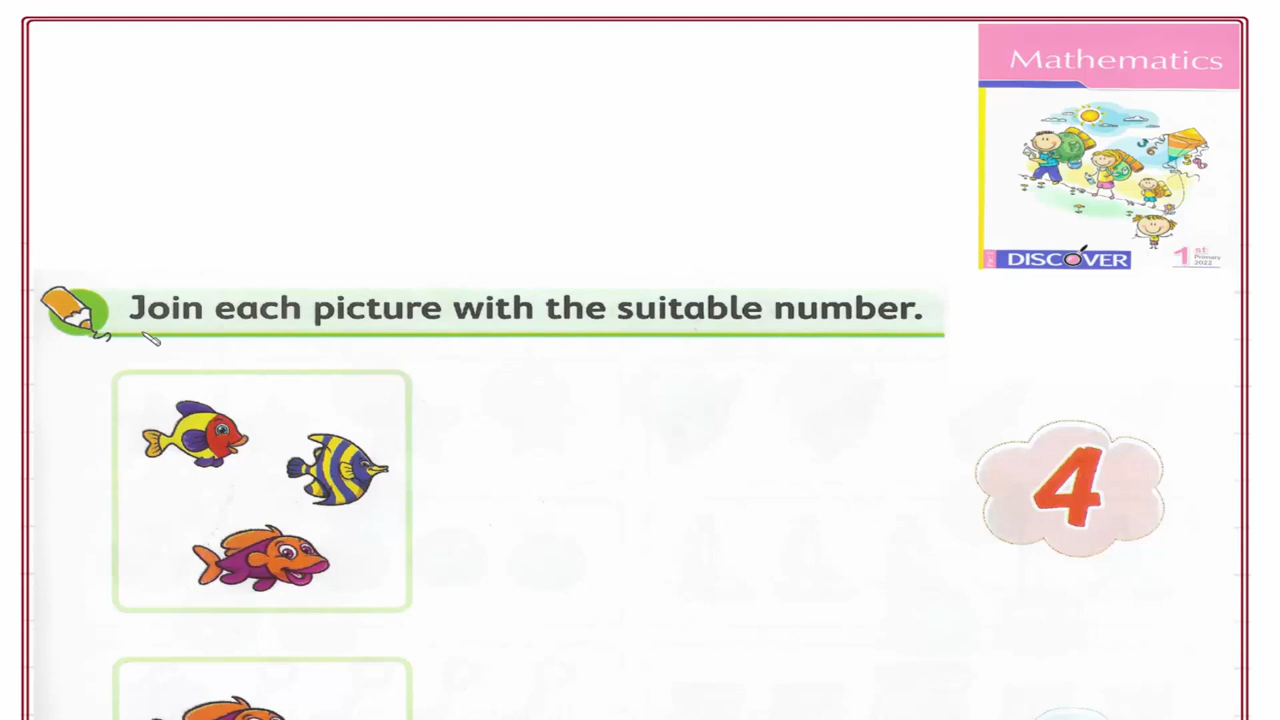 Mathematics
DISCOVER
1st
Primary
2022
Join each picture with the suitable number.
4